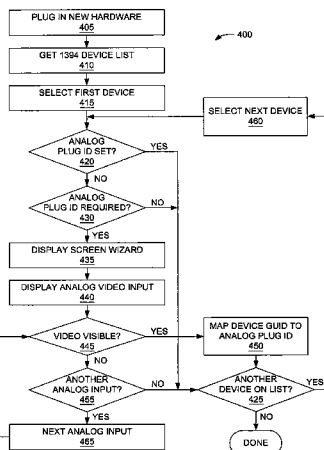 PLUG IN NEW HARDWARE
405
400
GET 1394 DEVICE LIST
410
SELECT FIRST DEVICE
415
SELECT NEXT DEVICE
460
ANALOG
PLUG ID SET?
420
YES
NO
ANALOG
PLUG ID REQUIRED?
430
NO
YES
DISPLAY SCREEN WIZARD
435
DISPLAY ANALOG VIDEO INPUT
440
VIDEO VISIBLE?
445
YES
MAP DEVICE GUID TO
ANALOG PLUG ID
450
NO
ANOTHER
ANALOG INPUT?
455
NO
ANOTHER
DEVICE ON LIST?
425
YES
YES
NO
NEXT ANALOG INPUT
465
DONE